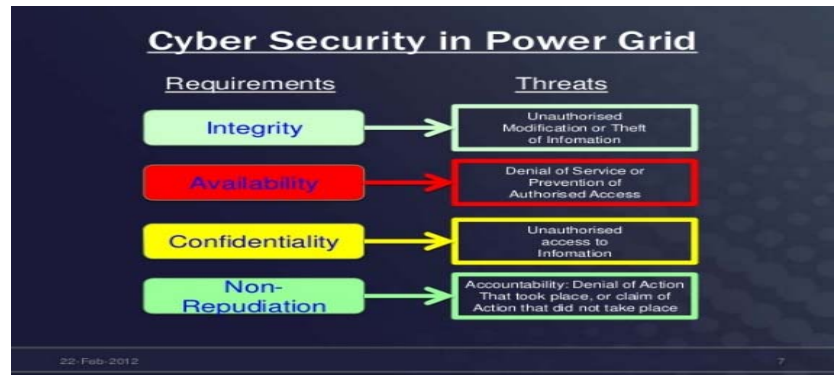 Cyber Security in Power Grid
Requirements
Threats
Integrity
Unauthorised
Modification or Theft
of Infomation
Availability
Denial of Service or
Prevention of
Authorised Access
Confidentiality
Unauthorised
access to
Infomation
Non-
Repudiation
Accountability: Denial of Action
That took place, or claim of
Action that did not take place
22-Feb-2012
7